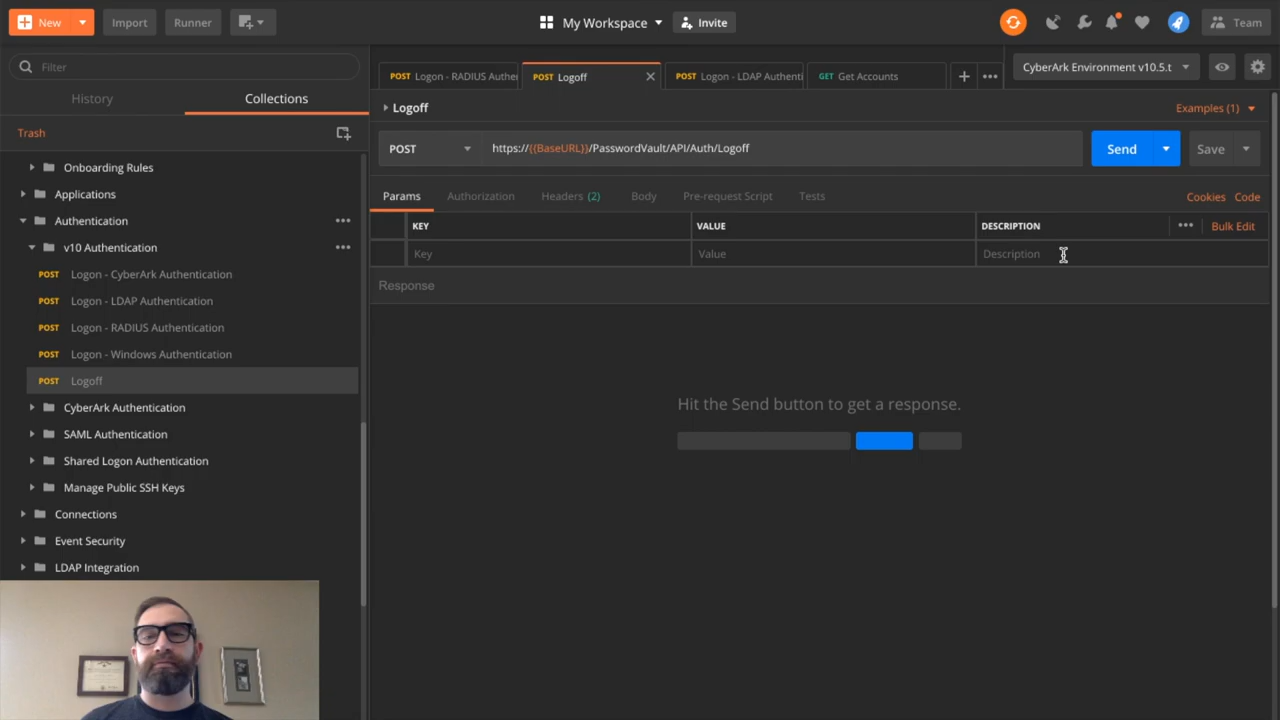 New
Import
Runner
My Workspace
Invite
Team
Filter
History
Collections
Trash
Onboarding Rules
Applications
Authentication
v10 Authentication
POST Logon - CyberArk Authentication
POST Logon - LDAP Authentication
POST Logon - RADIUS Authentication
POST Logon - Windows Authentication
POST Logoff
CyberArk Authentication
SAML Authentication
Shared Logon Authentication
Manage Public SSH Keys
Connections
Event Security
LDAP Integration
POST Logon - RADIUS Authen
POST Logoff
POST Logon - LDAP Authenti
GET Get Accounts
CyberArk Environment v10.5.t
Logoff
Examples (1)
POST
https://{{BaseURL}}/PasswordVault/API/Auth/Logoff
Send
Save
Params
Authorization
Headers (2)
Body
Pre-request Script
Tests
Cookies
Code
KEY
VALUE
DESCRIPTION
Bulk Edit
Key
Value
Description
Response
Hit the Send button to get a response.